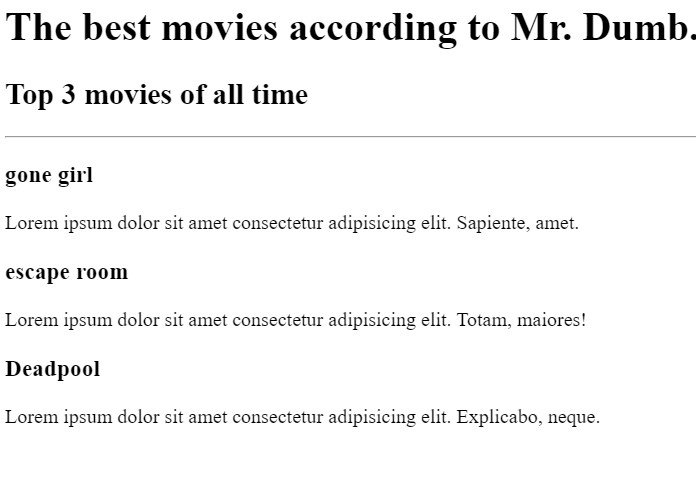 The best movies according to Mr. Dumb.
Top 3 movies of all time
gone girl
Lorem ipsum dolor sit amet consectetur adipisicing elit. Sapiente, amet.
escape room
Lorem ipsum dolor sit amet consectetur adipisicing elit. Totam, maiores!
Deadpool
Lorem ipsum dolor sit amet consectetur adipisicing elit. Explicabo, neque.